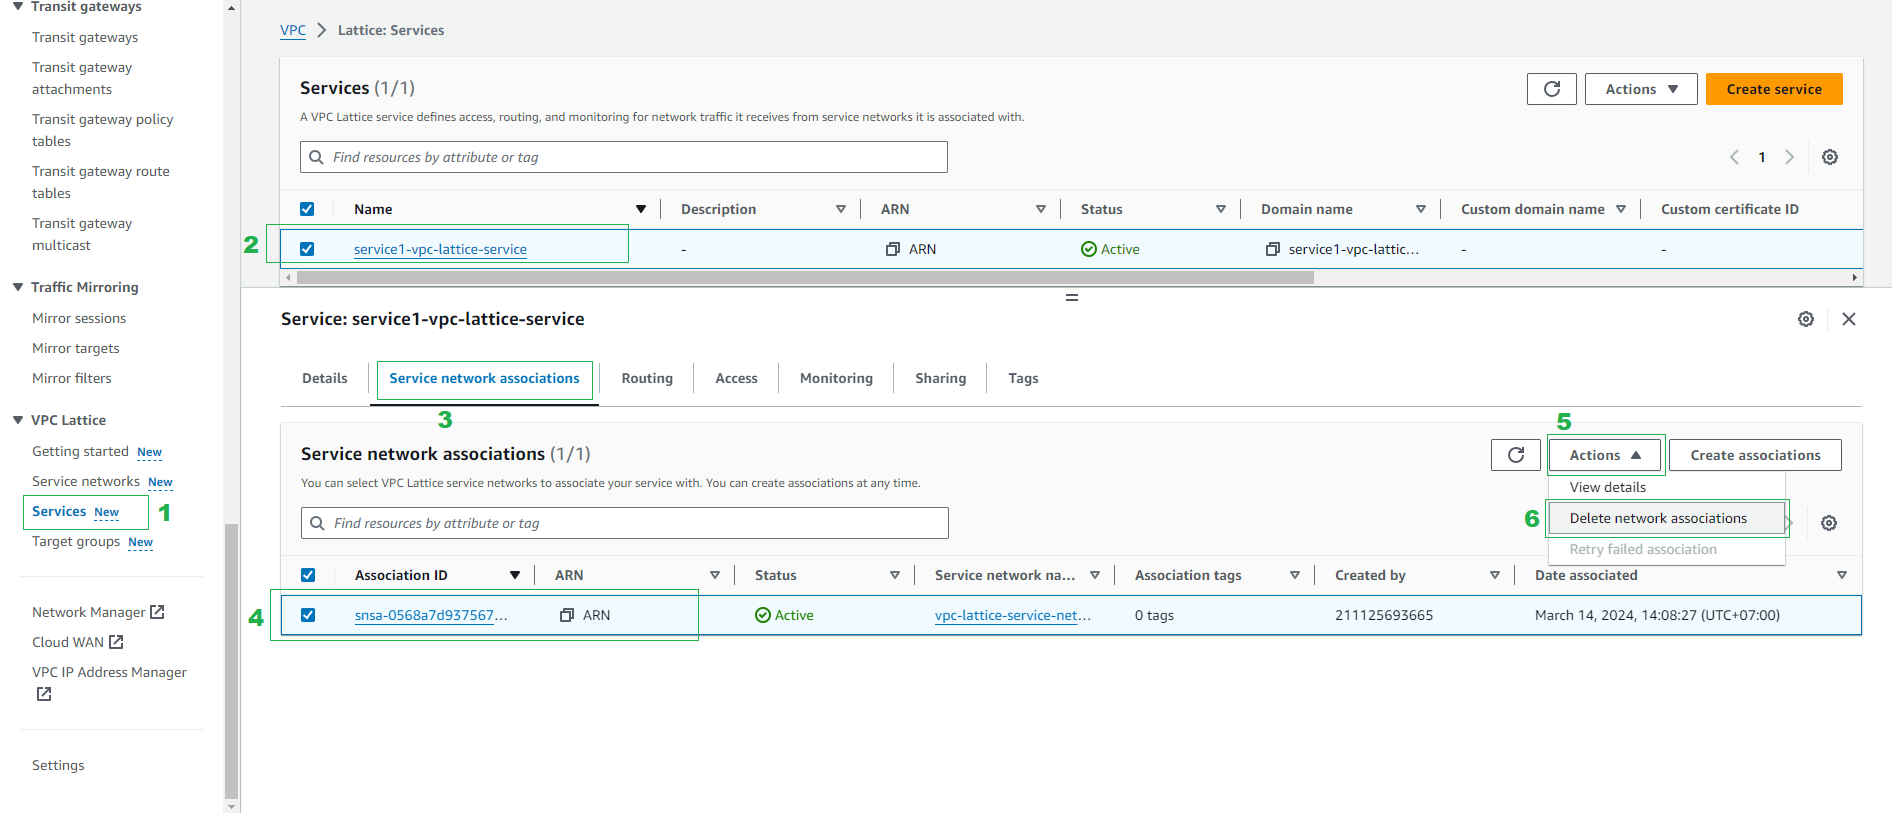 Transit gateways
Transit gateways
Transit gateway
attachments
Transit gateway policy
tables
Transit gateway route
tables
Transit gateway
multicast
Traffic Mirroring
Mirror sessions
Mirror targets
Mirror filters
VPC Lattice
Getting started New
Service networks New
Services New 1
Target groups New
Network Manager
Cloud WAN
VPC IP Address Manager
Settings
VPC Lattice: Services
Services (1/1)
Actions Create service
A VPC Lattice service defines access, routing, and monitoring for network traffic it receives from service networks it is associated with.
Find resources by attribute or tag
1
Name Description ARN Status Domain name Custom domain name Custom certificate ID
2 service1-vpc-lattice-service - ARN Active service1-vpc-lattic... - -
Service: service1-vpc-lattice-service
Details Service network associations Routing Access Monitoring Sharing Tags
3
5
Service network associations (1/1)
Actions Create associations
You can select VPC Lattice service networks to associate your service with. You can create associations at any time.
View details
6 Delete network associations
Retry failed association
Find resources by attribute or tag
Association ID ARN Status Service network na... Association tags Created by Date associated
4 snsa-0568a7d937567... ARN Active vpc-lattice-service-net... 0 tags 211125693665 March 14, 2024, 14:08:27 (UTC+07:00)